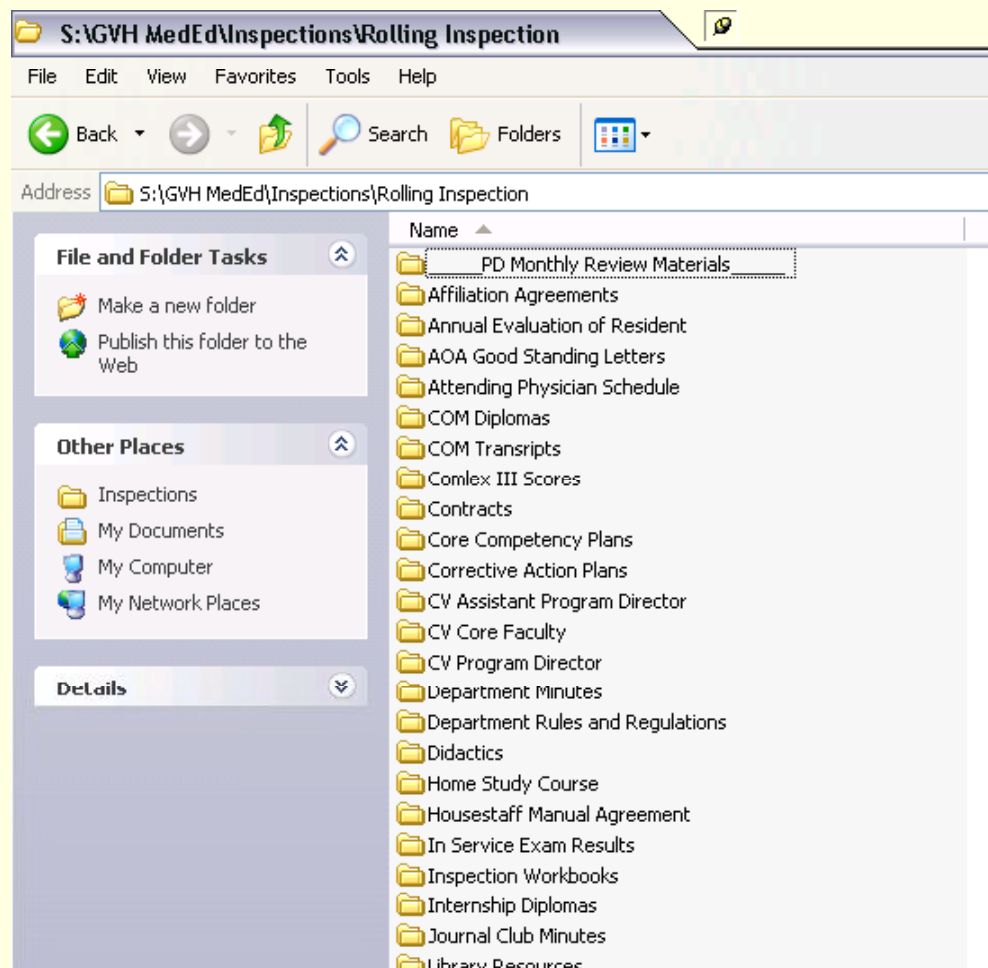 S:\GVH MedEd\Inspections\Rolling Inspection
File Edit View Favorites Tools Help
Back Search Folders
Address S:\GVH MedEd\Inspections\Rolling Inspection
File and Folder Tasks
Make a new folder
Publish this folder to the
Web
Other Places
Inspections
My Documents
My Computer
My Network Places
Details
Name
_____PD Monthly Review Materials_____
Affiliation Agreements
Annual Evaluation of Resident
AOA Good Standing Letters
Attending Physician Schedule
COM Diplomas
COM Transripts
Comlex III Scores
Contracts
Core Competency Plans
Corrective Action Plans
CV Assistant Program Director
CV Core Faculty
CV Program Director
Department Minutes
Department Rules and Regulations
Didactics
Home Study Course
Housestaff Manual Agreement
In Service Exam Results
Inspection Workbooks
Internship Diplomas
Journal Club Minutes
Library Resources